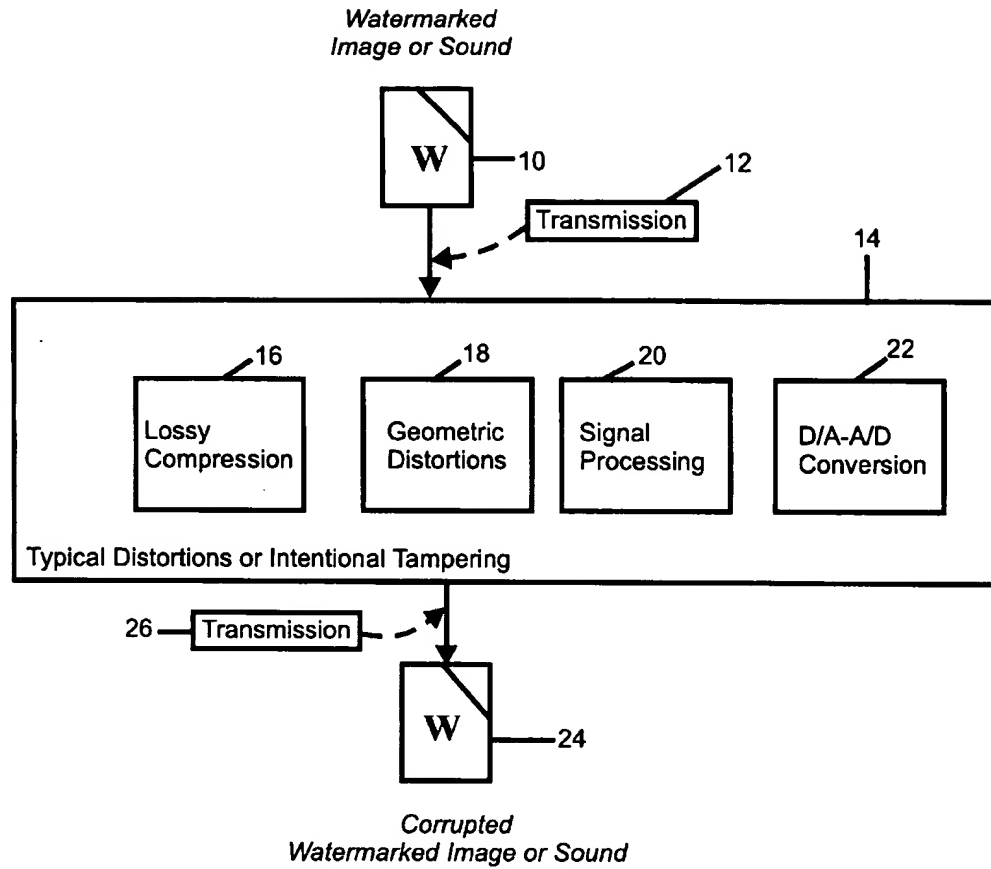 Watermarked
Image or Sound
W
10
12
Transmission
14
16
18
20
22
Lossy
Compression
Geometric
Distortions
Signal
Processing
D/A-A/D
Conversion
Typical Distortions or Intentional Tampering
26
Transmission
W
24
Corrupted
Watermarked Image or Sound